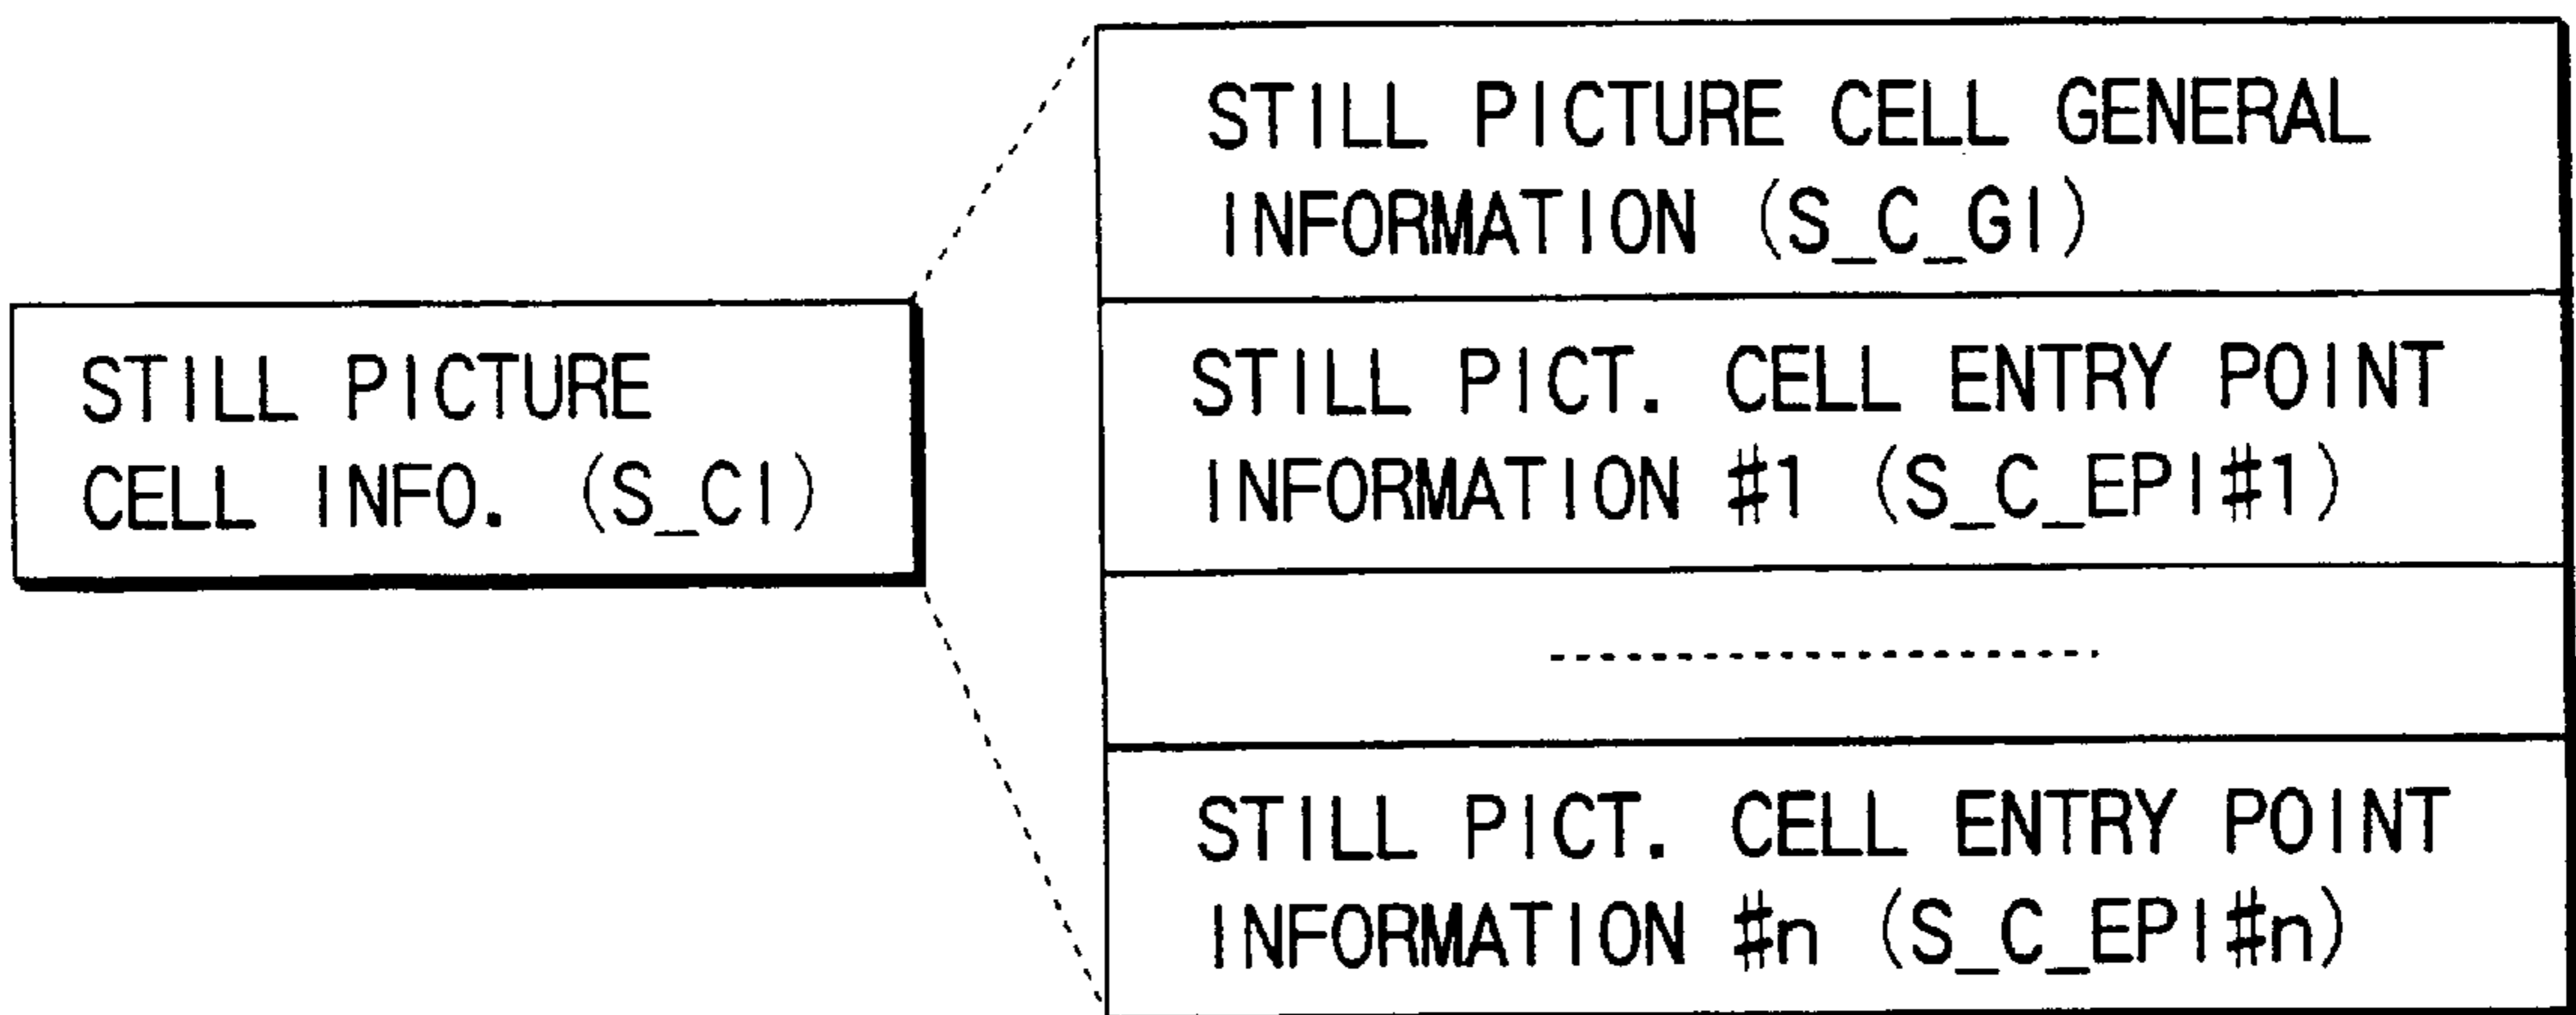 STILL PICTURE
CELL INFO. (S_CI)
STILL PICTURE CELL GENERAL
INFORMATION (S_C_GI)
STILL PICT. CELL ENTRY POINT
INFORMATION #1 (S_C_EPI#1)
STILL PICT. CELL ENTRY POINT
INFORMATION #n (S_C_EPI#n)